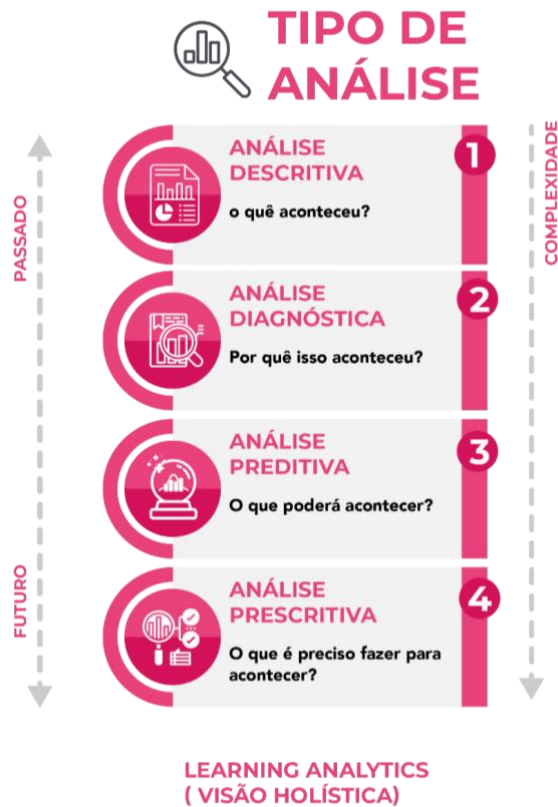 TIPO DE
ANÁLISE
PASSADO
FUTURO
COMPLEXIDADE
ANÁLISE
DESCRITIVA
o quê aconteceu?
1
ANÁLISE
DIAGNÓSTICA
Por quê isso aconteceu?
2
ANÁLISE
PREDITIVA
O que poderá acontecer?
3
ANÁLISE
PRESCRITIVA
O que é preciso fazer para
acontecer?
4
LEARNING ANALYTICS
( VISÃO HOLÍSTICA)